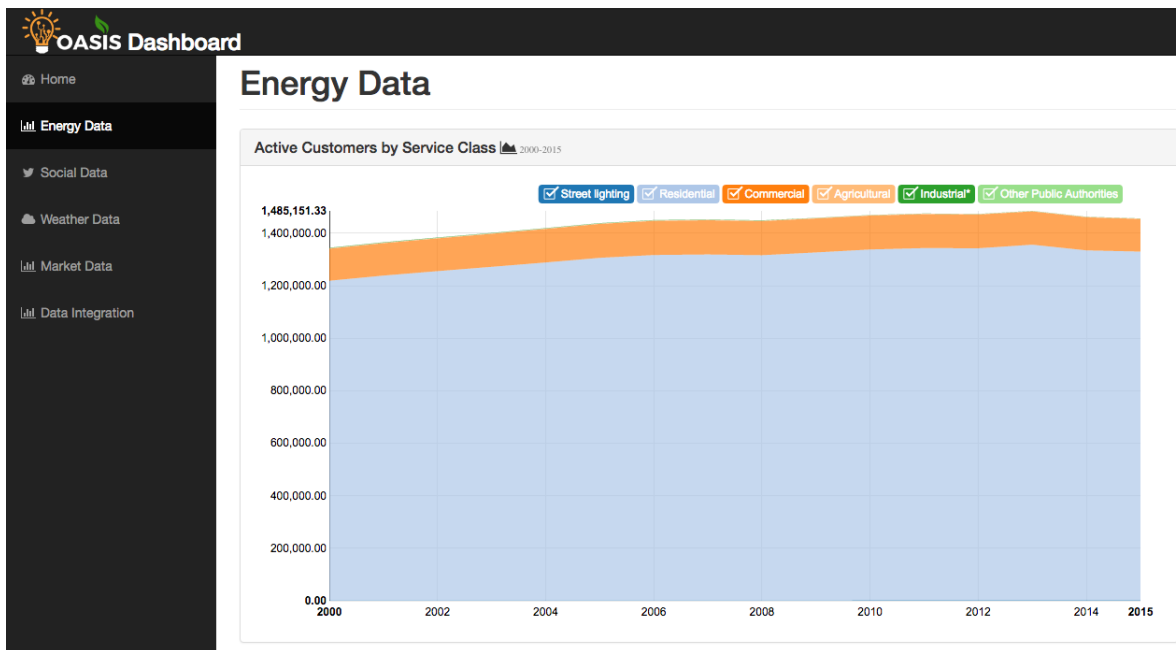 OASIS Dashboard
Home
Energy Data
Social Data
Weather Data
Market Data
Data Integration
Energy Data
Active Customers by Service Class 2000-2015
Street lighting Residential Commercial Agricultural Industrial* Other Public Authorities
1,485,151.33
1,400,000.00
1,200,000.00
1,000,000.00
800,000.00
600,000.00
400,000.00
200,000.00
0.00
2000 2002 2004 2006 2008 2010 2012 2014 2015